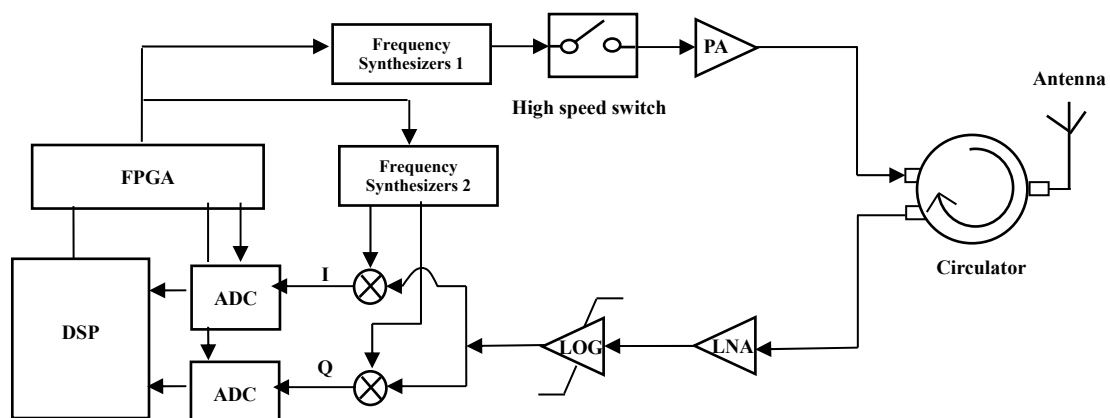 Frequency
Synthesizers 1
PA
High speed switch
Antenna
FPGA
Frequency
Synthesizers 2
Circulator
I
ADC
DSP
LOG
LNA
Q
ADC